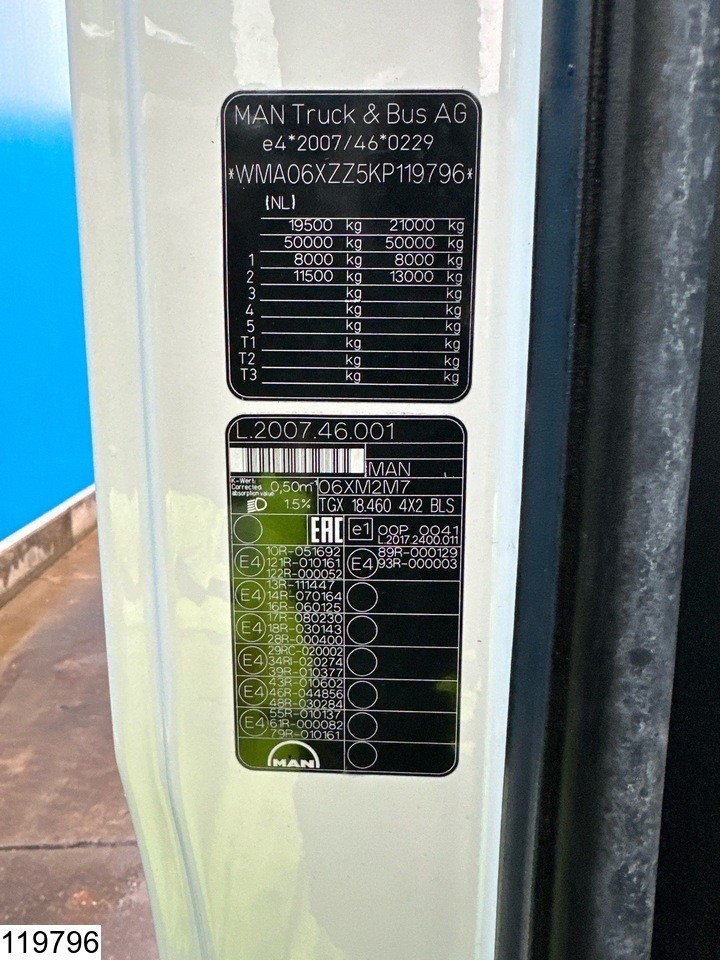 MAN Truck & Bus AG
e4*2007/46*0229
*WMA06XZZ5KP119796*
(NL)
19500 kg 21000 kg
50000 kg 50000 kg
1 8000 kg 8000 kg
2 11500 kg 13000 kg
3 kg kg
4 kg kg
5 kg kg
T1 kg kg
T2 kg kg
T3 kg kg
L.2007.46.001
MAN
K-Wert:
Corrected
absorption value:
0,50m⁻¹ 06XM2M7
1.5% TGX 18.460 4X2 BLS
EAC e1 00P 0041
L.2017.2400.011
E4 10R-051692
121R-010161
122R-000052
E4 89R-000129
93R-000003
E4 13R-111447
14R-070164
16R-060125
E4 17R-080230
18R-030143
28R-000400
E4 29RC-020002
34RI-020274
39R-010377
E4 43R-010602
46R-044856
48R-030284
E4 55R-010137
61R-000082
79R-010161
MAN
119796